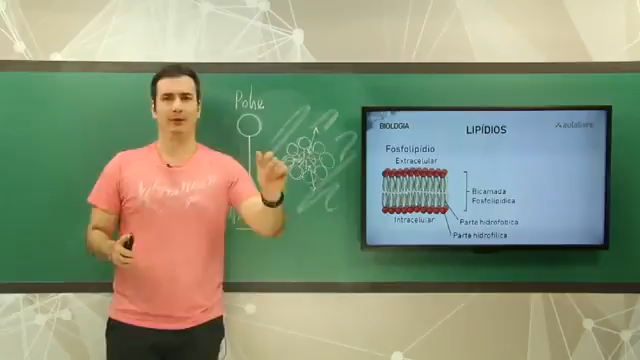 Polar
BIOLOGIA
LIPÍDIOS
aulalivre
Fosfolipídio
Extracelular
Bicamada
Fosfolipídica
Intracelular
Parte hidrofóbica
Parte hidrofílica